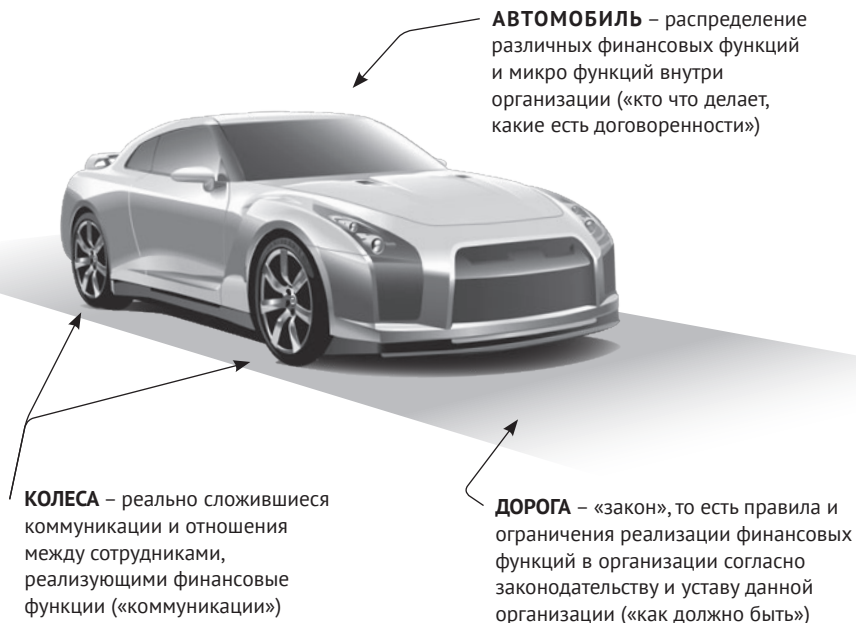 АВТОМОБИЛЬ – распределение
различных финансовых функций
и микро функций внутри
организации («кто что делает,
какие есть договоренности»)
КОЛЕСА – реально сложившиеся
коммуникации и отношения
между сотрудниками,
реализующими финансовые
функции («коммуникации»)
ДОРОГА – «закон», то есть правила и
ограничения реализации финансовых
функций в организации согласно
законодательству и уставу данной
организации («как должно быть»)